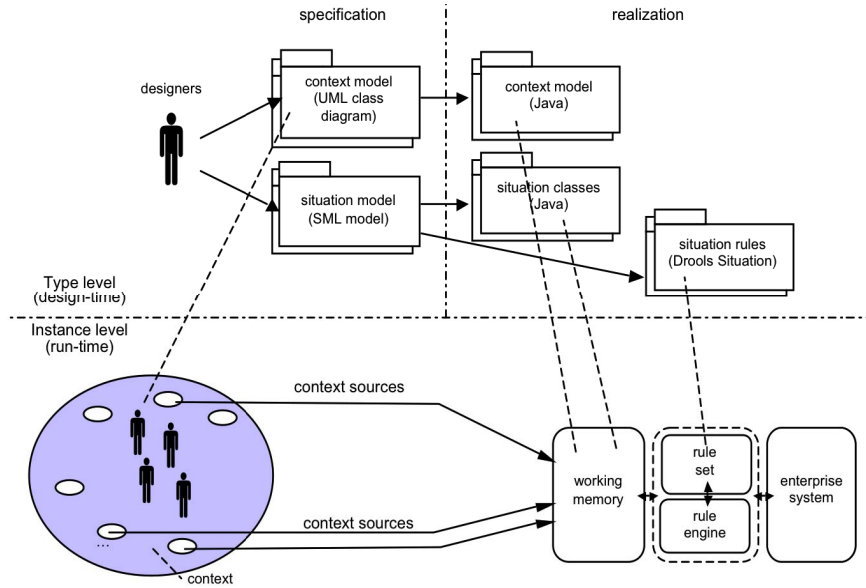 specification
realization
designers
context model
(UML class
diagram)
context model
(Java)
situation model
(SML model)
situation classes
(Java)
situation rules
(Drools Situation)
Type level
(design-time)
Instance level
(run-time)
context sources
context sources
...
context
working
memory
rule
set
rule
engine
enterprise
system